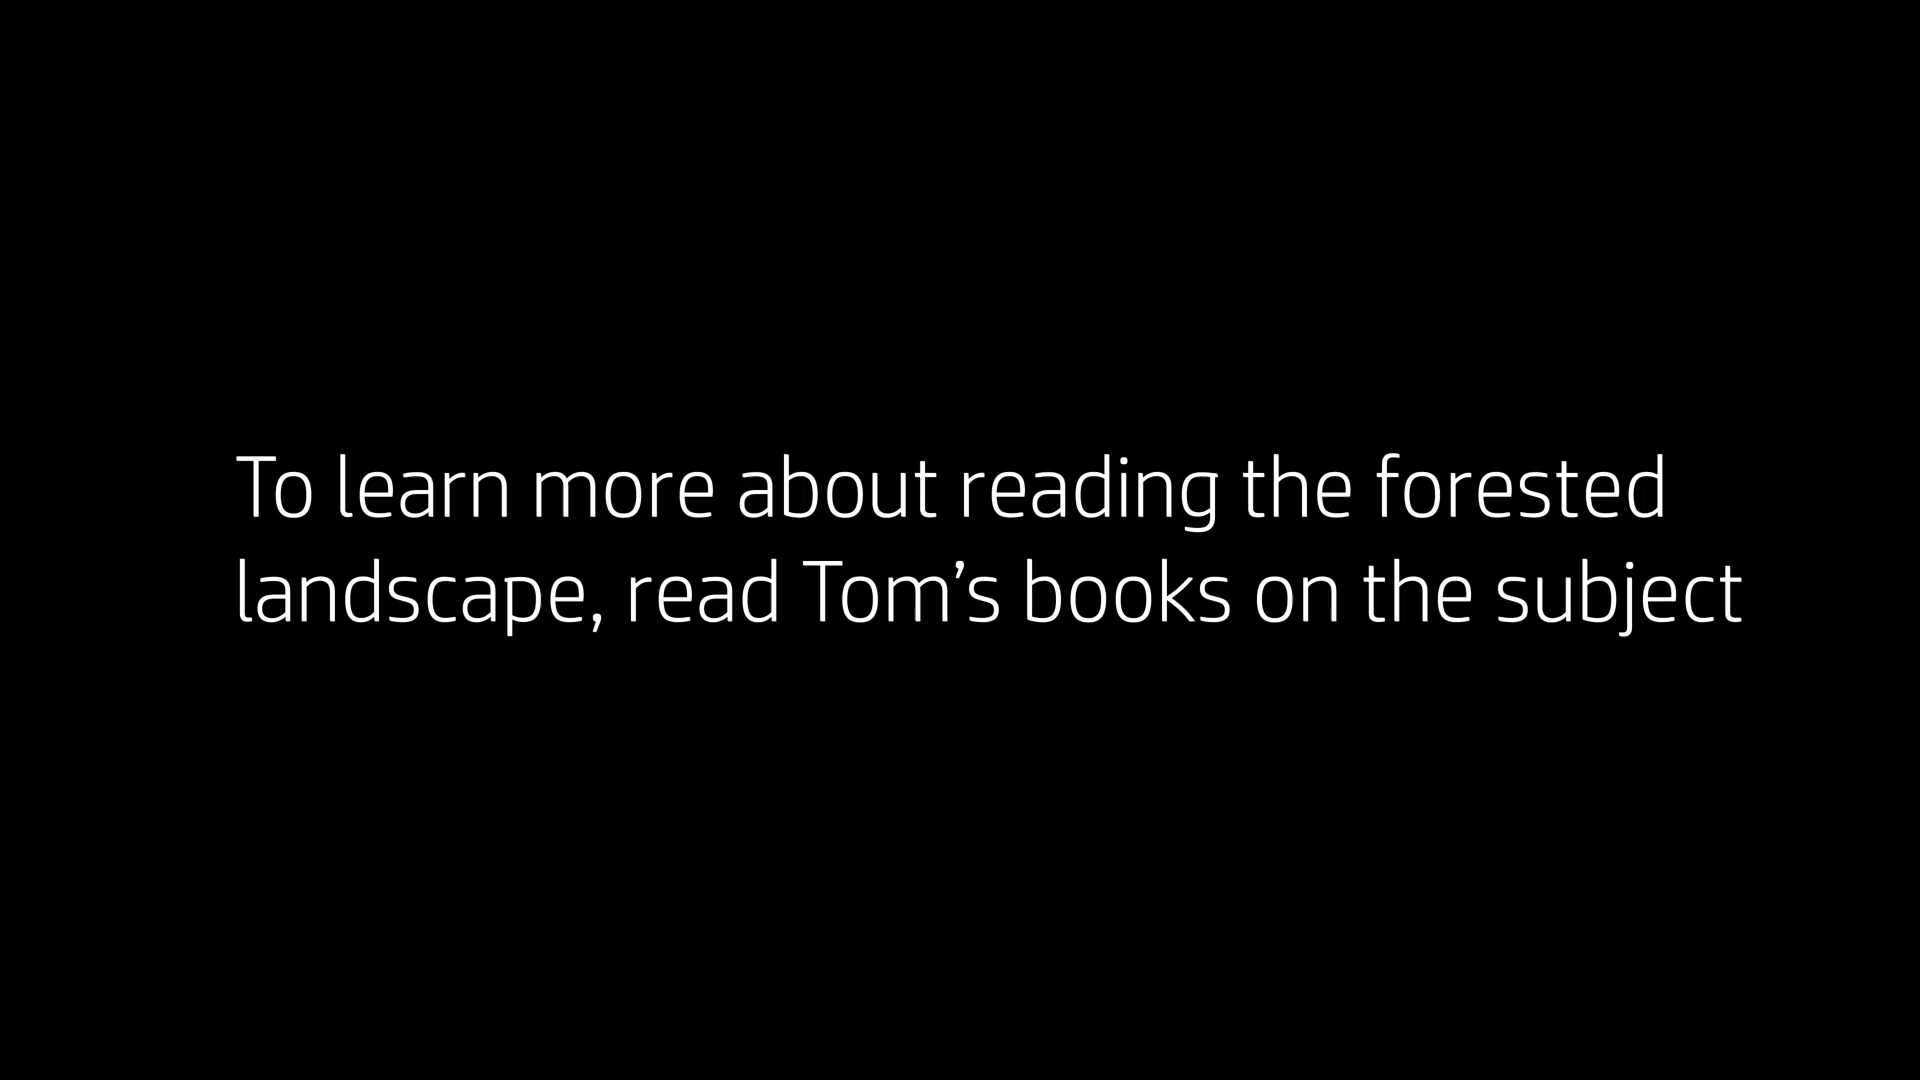 To learn more about reading the forested
landscape, read Tom’s books on the subject